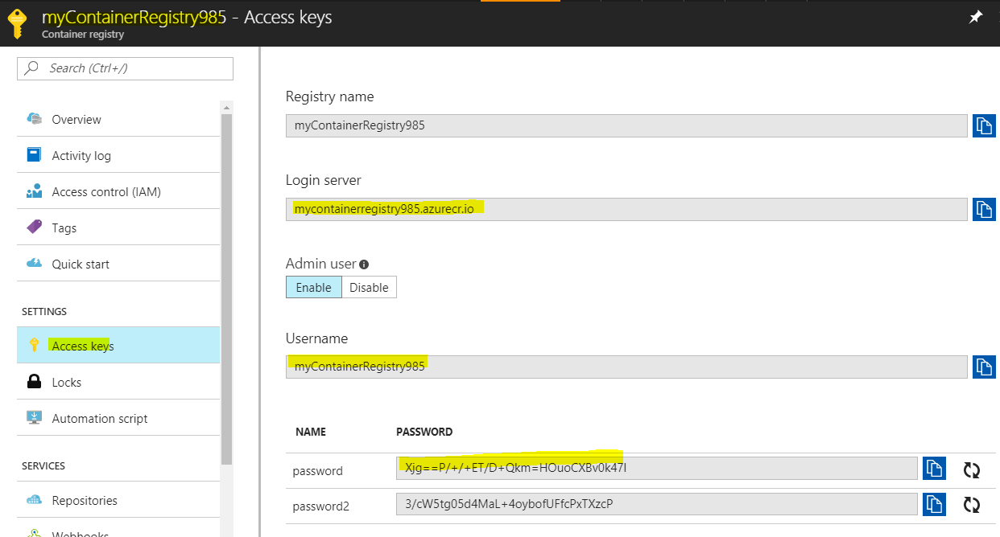 myContainerRegistry985 - Access keys
Container registry
Search (Ctrl+/)
Overview
Activity log
Access control (IAM)
Tags
Quick start
SETTINGS
Access keys
Locks
Automation script
SERVICES
Repositories
Webhooks
Registry name
myContainerRegistry985
Login server
mycontainerregistry985.azurecr.io
Admin user
Enable Disable
Username
myContainerRegistry985
NAME PASSWORD
password Xjg==P/+/+ET/D+Qkm=HOuoCXBv0k47I
password2 3/cW5tg05d4MaL+4oybofUFfcPxTXzcP